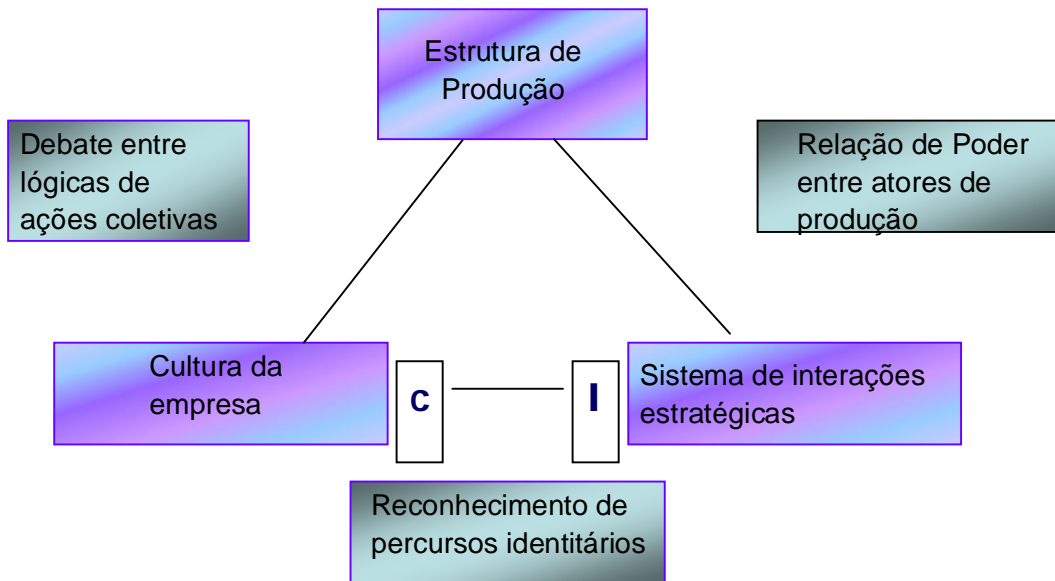 Estrutura de
Produção
Debate entre
lógicas de
ações coletivas
Relação de Poder
entre atores de
produção
Cultura da
empresa
c
I
Sistema de interações
estratégicas
Reconhecimento de
percursos identitários